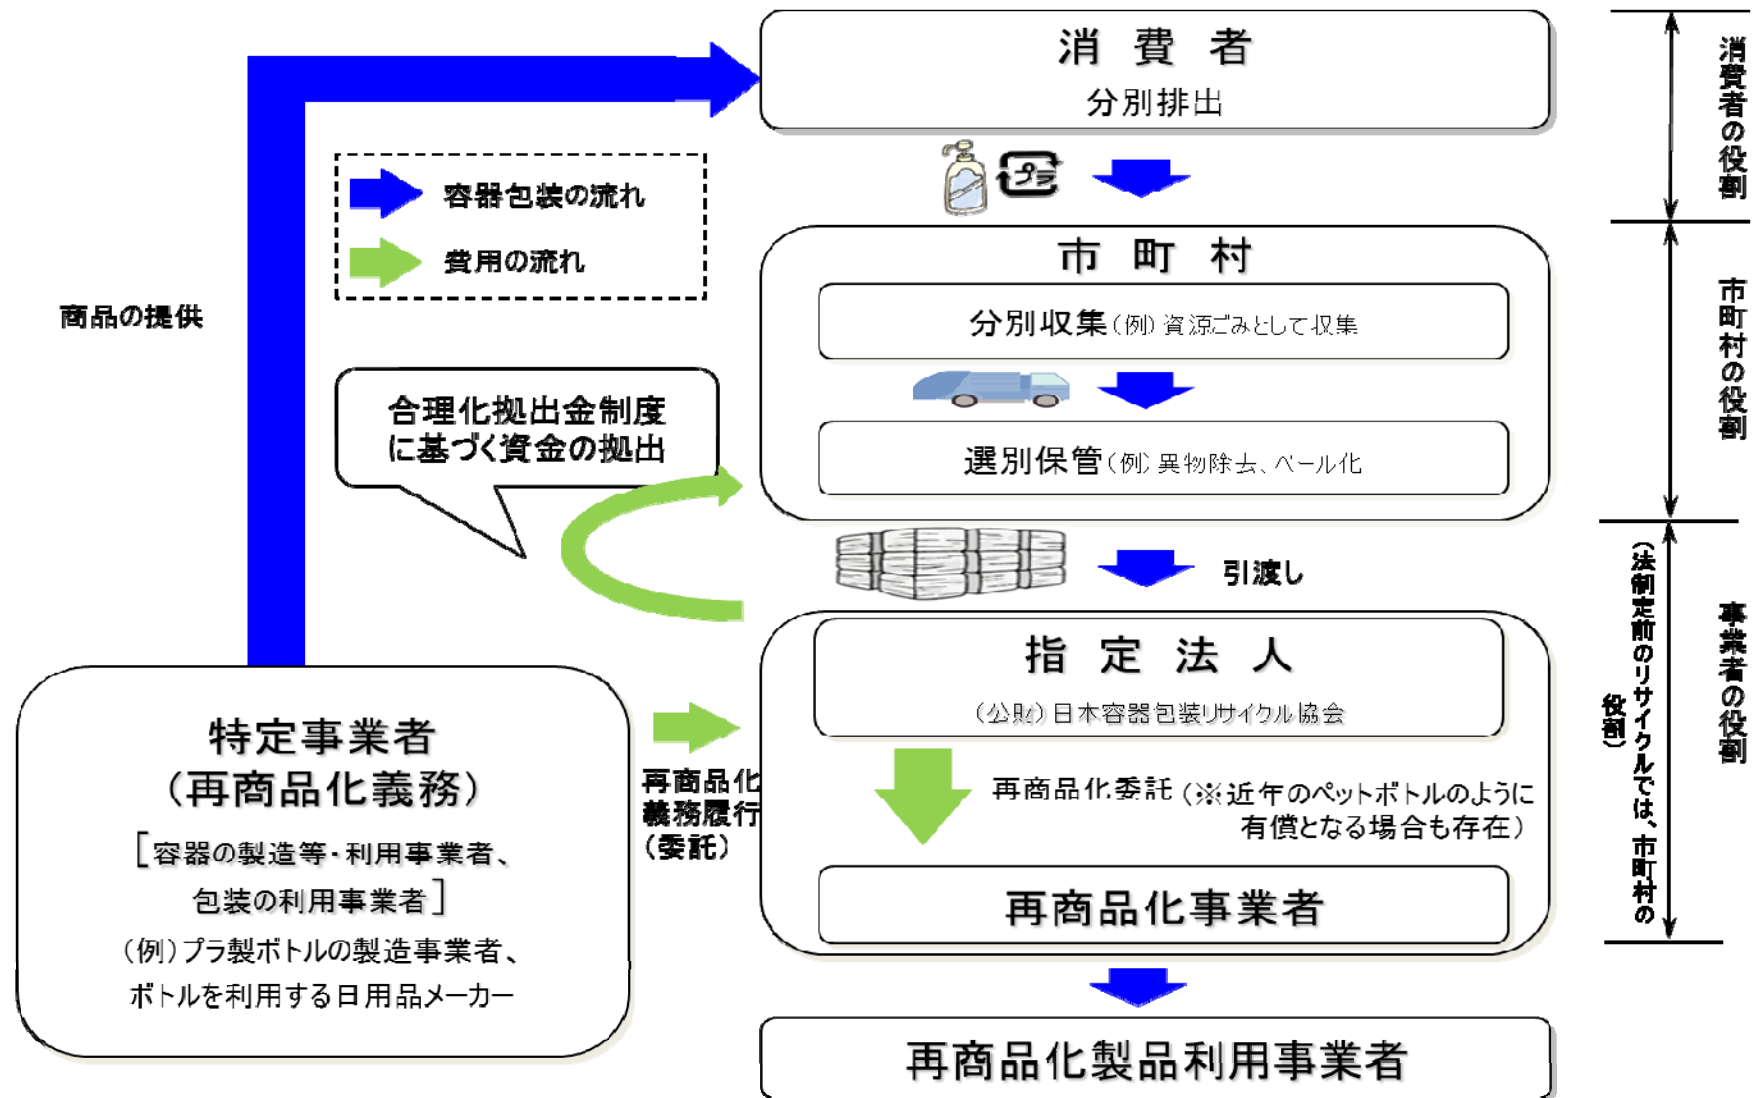 消 費 者
分別排出
プラ
容器包装の流れ
費用の流れ
商品の提供
市 町 村
分別収集(例)資源ごみとして収集
選別保管(例)異物除去、ベール化
合理化拠出金制度
に基づく資金の拠出
引渡し
指 定 法 人
(公財)日本容器包装リサイクル協会
再商品化委託(※近年のペットボトルのように
有償となる場合も存在)
再商品化事業者
再商品化製品利用事業者
特定事業者
(再商品化義務)
[容器の製造等・利用事業者、
包装の利用事業者]
(例)プラ製ボトルの製造事業者、
ボトルを利用する日用品メーカー
再商品化
義務履行
(委託)
消費者の役割
市町村の役割
事業者の役割
(法制定前のリサイクルでは、市町村の
役割)